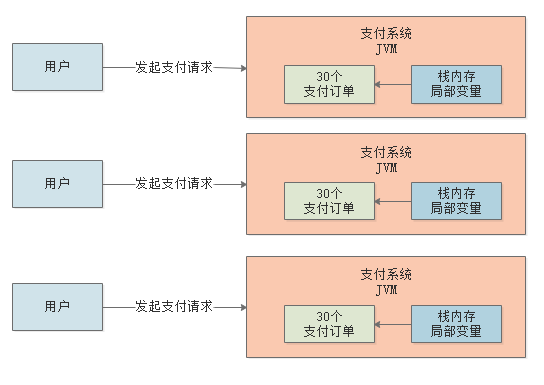 支付系统
JVM
用户
发起支付请求
30个
支付订单
栈内存
局部变量
支付系统
JVM
用户
发起支付请求
30个
支付订单
栈内存
局部变量
支付系统
JVM
用户
发起支付请求
30个
支付订单
栈内存
局部变量